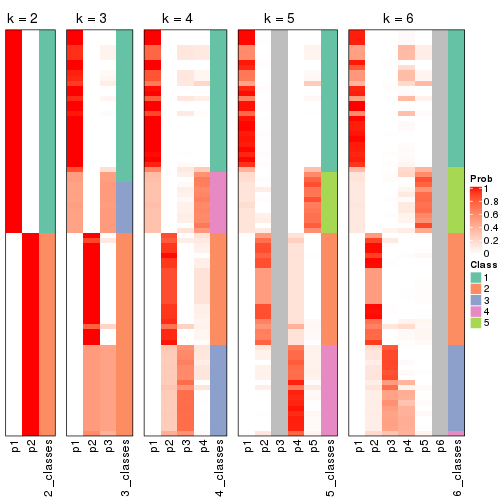 k = 2 k = 3 k = 4 k = 5 k = 6
Prob
1
0.8
0.6
0.4
0.2
0
Class
1
2
3
4
5
p1 p2 2_classes p1 p2 p3 3_classes p1 p2 p3 p4 4_classes p1 p2 p3 p4 p5 5_classes p1 p2 p3 p4 p5 p6 6_classes